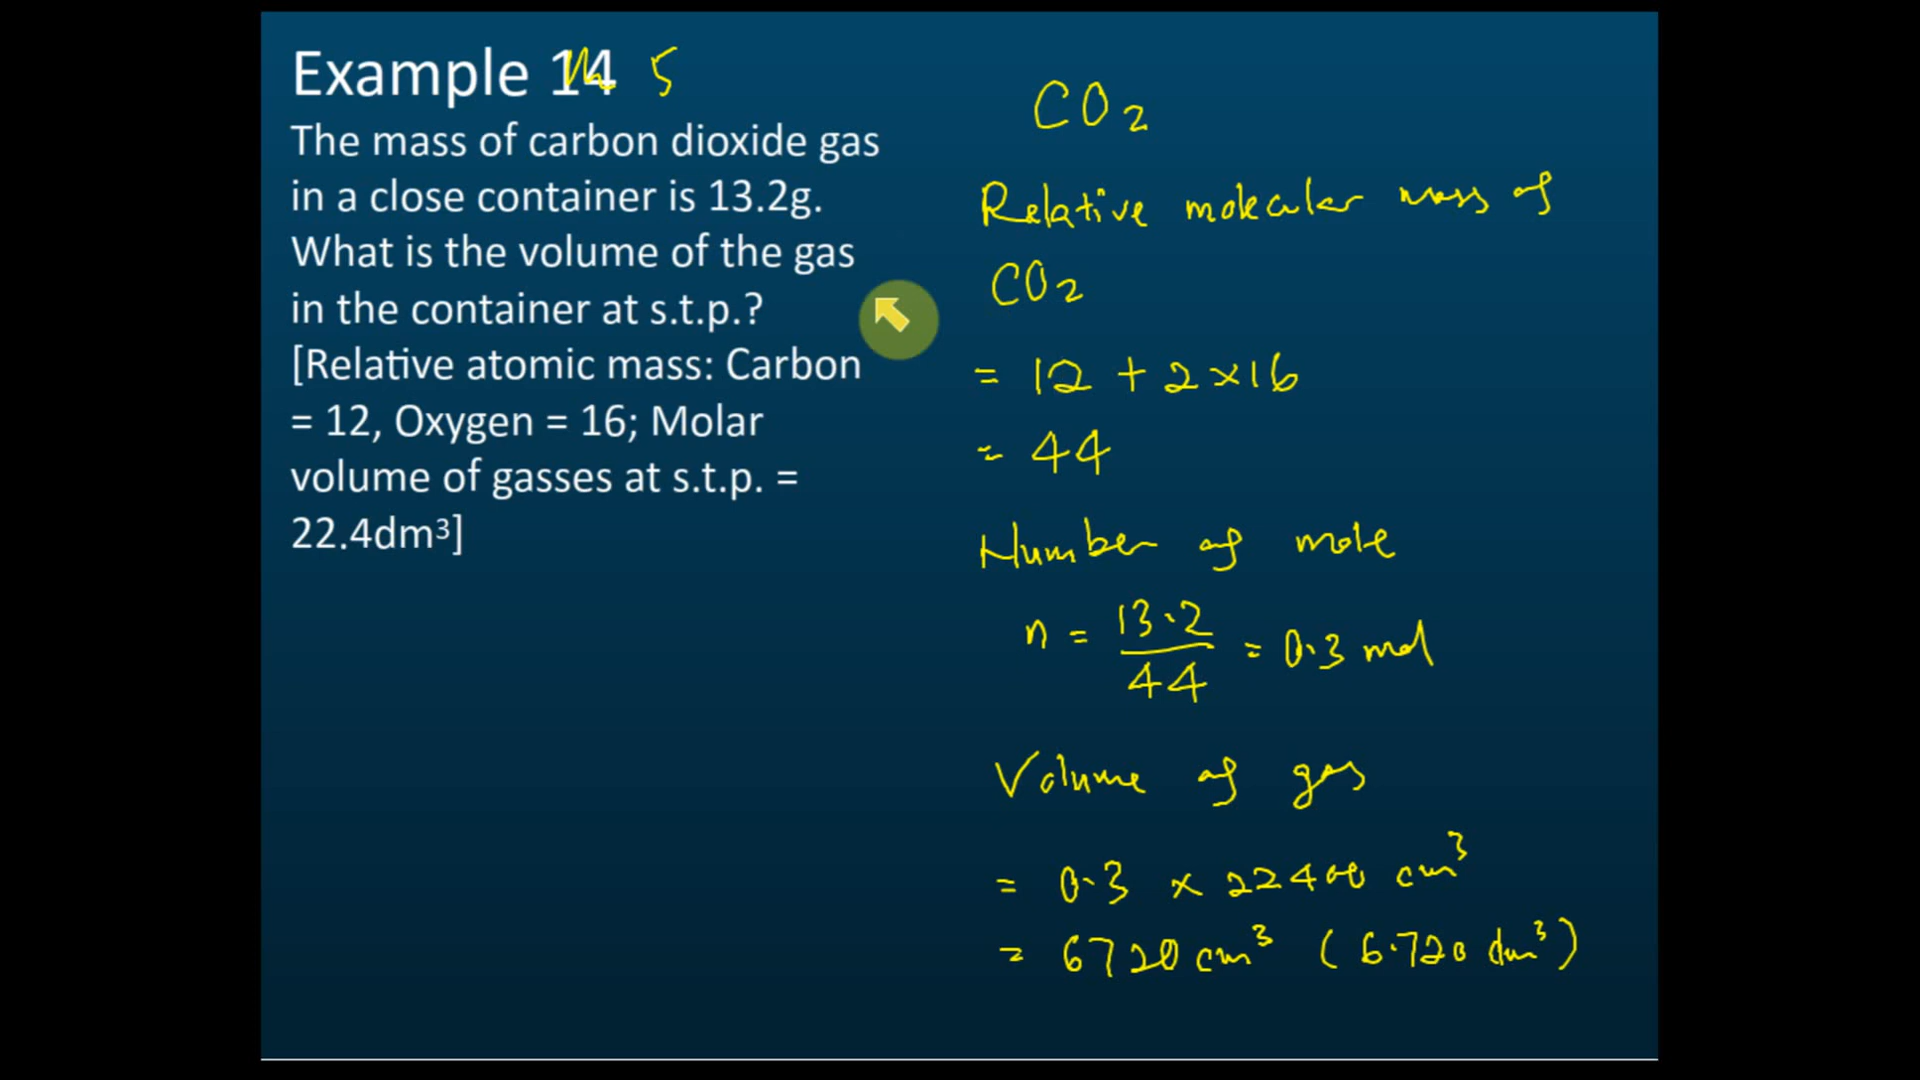 Example 14 5
The mass of carbon dioxide gas
in a close container is 13.2g.
What is the volume of the gas
in the container at s.t.p.?
[Relative atomic mass: Carbon
= 12, Oxygen = 16; Molar
volume of gasses at s.t.p. =
22.4dm³]
CO₂
Relative molecular mass of
CO₂
= 12 + 2 × 16
= 44
Number of mole
n = 13.2 / 44 = 0.3 mol
Volume of gas
= 0.3 × 22400 cm³
= 6720 cm³ (6.720 dm³)